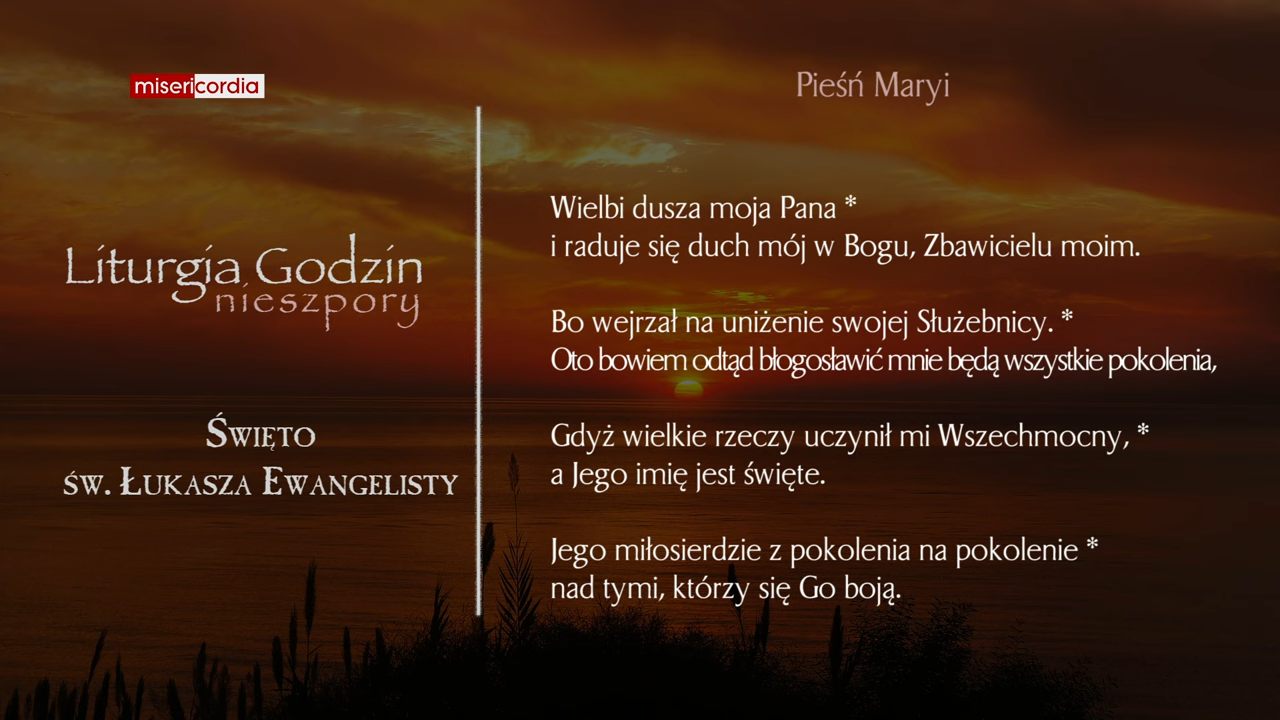 misericordia
Liturgia Godzin
nieszpory
Święto
św. Łukasza Ewangelisty
Pieśń Maryi
Wielbi dusza moja Pana *
i raduje się duch mój w Bogu, Zbawicielu moim.
Bo wejrzał na uniżenie swojej Służebnicy. *
Oto bowiem odtąd błogosławić mnie będą wszystkie pokolenia,
Gdyż wielkie rzeczy uczynił mi Wszechmocny, *
a Jego imię jest święte.
Jego miłosierdzie z pokolenia na pokolenie *
nad tymi, którzy się Go boją.